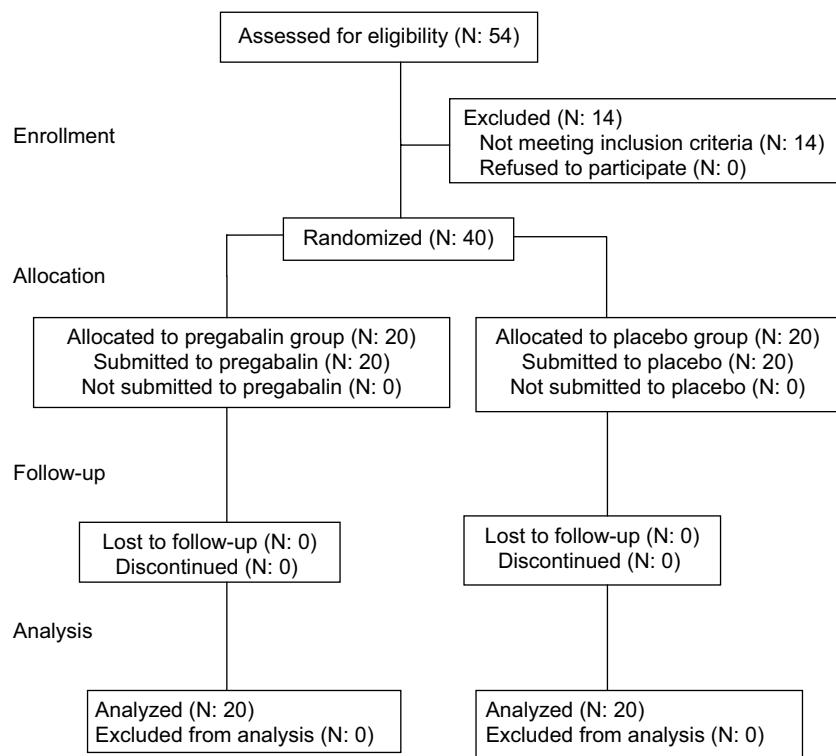 Assessed for eligibility (N: 54)
Enrollment
Excluded (N: 14)
Not meeting inclusion criteria (N: 14)
Refused to participate (N: 0)
Randomized (N: 40)
Allocation
Allocated to pregabalin group (N: 20)
Submitted to pregabalin (N: 20)
Not submitted to pregabalin (N: 0)
Allocated to placebo group (N: 20)
Submitted to placebo (N: 20)
Not submitted to placebo (N: 0)
Follow-up
Lost to follow-up (N: 0)
Discontinued (N: 0)
Lost to follow-up (N: 0)
Discontinued (N: 0)
Analysis
Analyzed (N: 20)
Excluded from analysis (N: 0)
Analyzed (N: 20)
Excluded from analysis (N: 0)